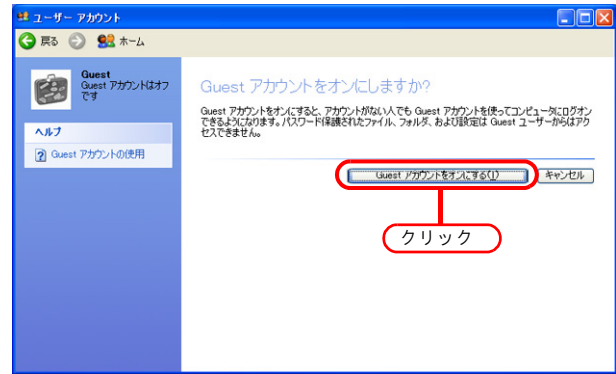 ユーザー アカウント
戻る ホーム
Guest
Guest アカウントはオフ
です
ヘルプ
Guest アカウントの使用
Guest アカウントをオンにしますか?
Guest アカウントをオンにすると、アカウントがない人でも Guest アカウントを使ってコンピュータにログオン
できるようになります。パスワード保護されたファイル、フォルダ、および設定は Guest ユーザーからはアク
セスできません。
Guest アカウントをオンにする(I) キャンセル
クリック